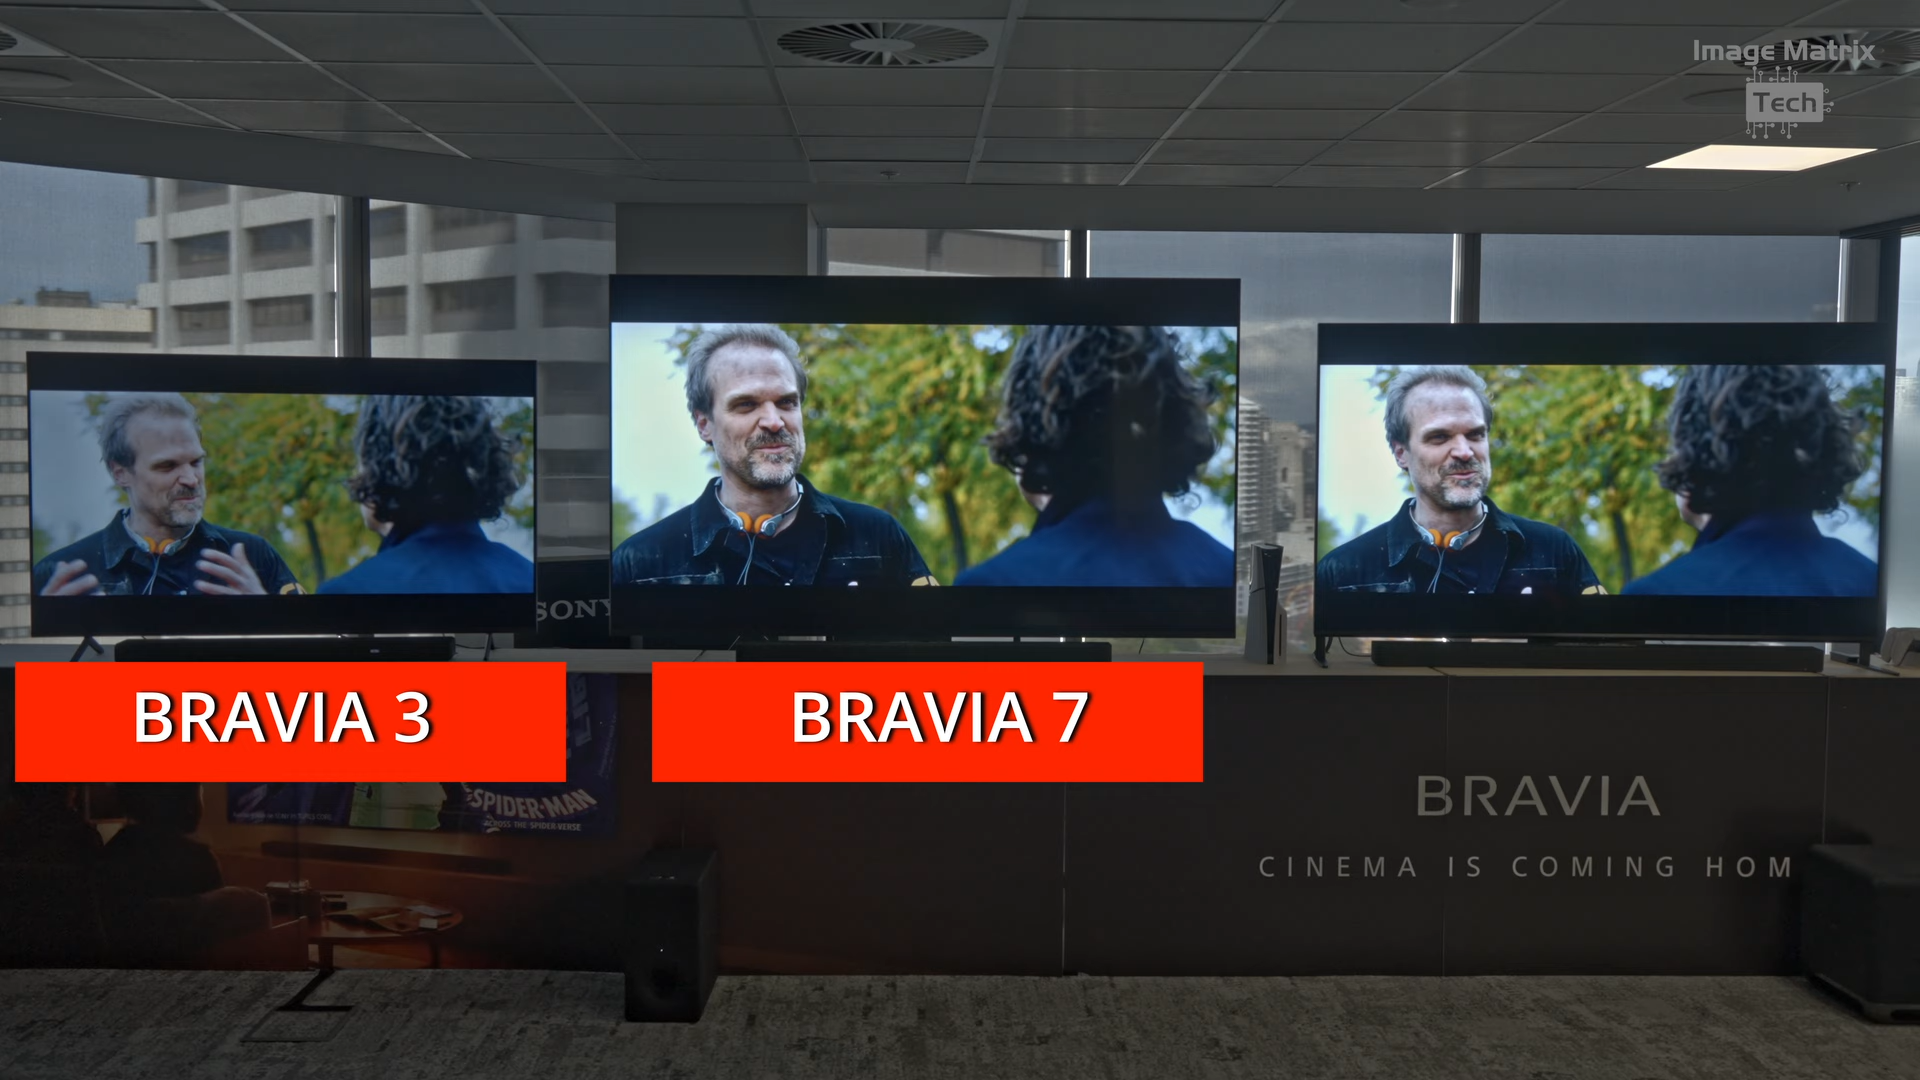 Image Matrix
Tech
SONY
BRAVIA 3
BRAVIA 7
SPIDER-MAN
ACROSS THE SPIDER-VERSE
BRAVIA
CINEMA IS COMING HOM